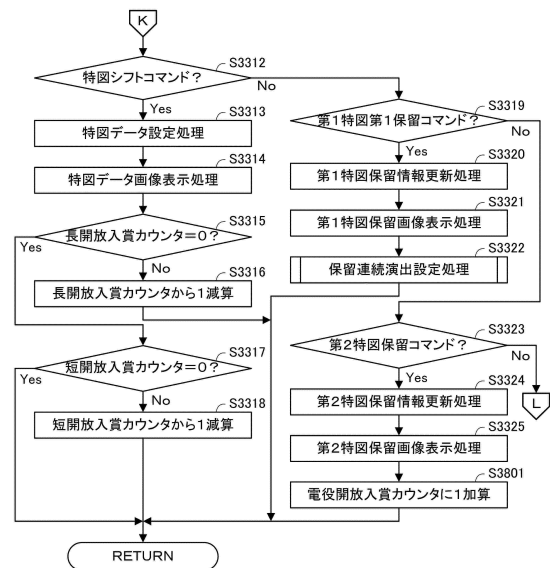 K
S3312
特図シフトコマンド？
No
Yes
S3313
特図データ設定処理
S3314
特図データ画像表示処理
S3315
長開放入賞カウンタ＝０？
Yes
No
S3316
長開放入賞カウンタから１減算
S3317
短開放入賞カウンタ＝０？
Yes
No
S3318
短開放入賞カウンタから１減算
RETURN
S3319
第１特図第１保留コマンド？
No
Yes
S3320
第１特図保留情報更新処理
S3321
第１特図保留画像表示処理
S3322
保留連続演出設定処理
S3323
第２特図保留コマンド？
No
Yes
L
S3324
第２特図保留情報更新処理
S3325
第２特図保留画像表示処理
S3801
電役開放入賞カウンタに１加算